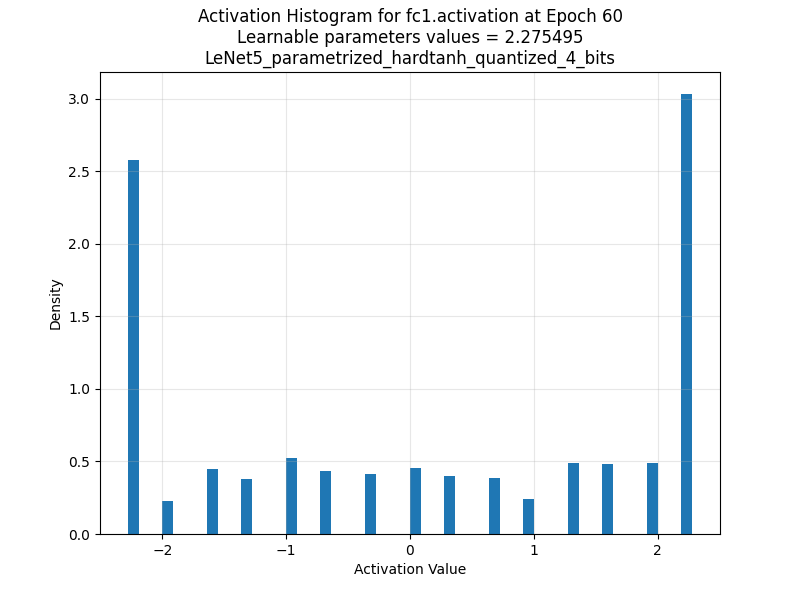 Activation Histogram for fc1.activation at Epoch 60
Learnable parameters values = 2.275495
LeNet5_parametrized_hardtanh_quantized_4_bits
3.0
2.5
2.0
1.5
1.0
0.5
0.0
Density
−2
−1
0
1
2
Activation Value